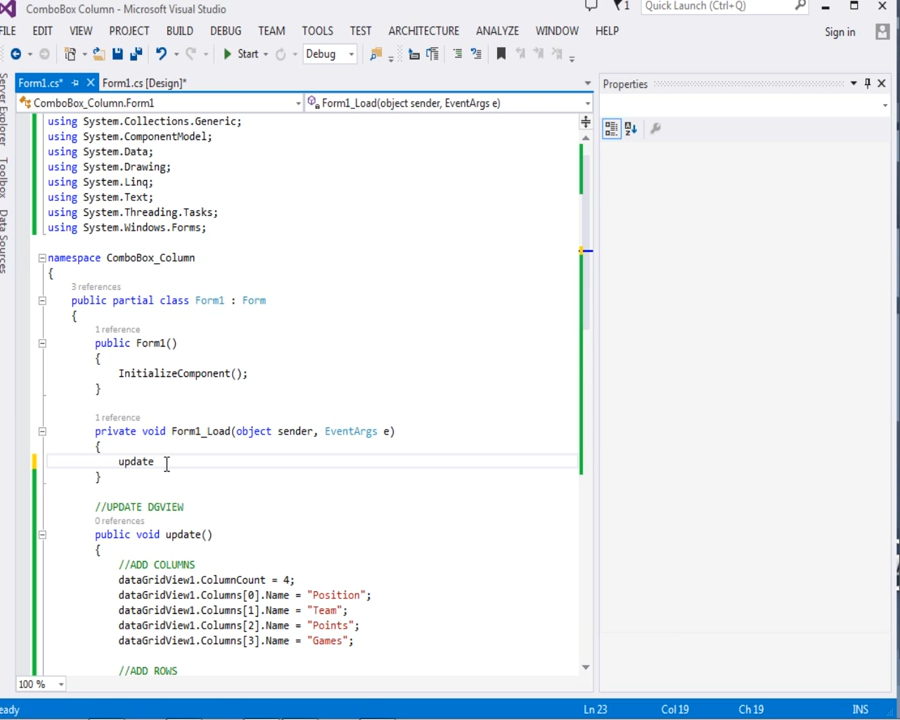 ComboBox Column - Microsoft Visual Studio
1
Quick Launch (Ctrl+Q)
FILE EDIT VIEW PROJECT BUILD DEBUG TEAM TOOLS TEST ARCHITECTURE ANALYZE WINDOW HELP Sign in
Start Debug
Form1.cs* Form1.cs [Design]*
ComboBox_Column.Form1
Form1_Load(object sender, EventArgs e)
Properties
Server Explorer
Toolbox
Data Sources
using System.Collections.Generic;
using System.ComponentModel;
using System.Data;
using System.Drawing;
using System.Linq;
using System.Text;
using System.Threading.Tasks;
using System.Windows.Forms;
namespace ComboBox_Column
{
3 references
public partial class Form1 : Form
{
1 reference
public Form1()
{
InitializeComponent();
}
1 reference
private void Form1_Load(object sender, EventArgs e)
{
update
}
//UPDATE DGVIEW
0 references
public void update()
{
//ADD COLUMNS
dataGridView1.ColumnCount = 4;
dataGridView1.Columns[0].Name = "Position";
dataGridView1.Columns[1].Name = "Team";
dataGridView1.Columns[2].Name = "Points";
dataGridView1.Columns[3].Name = "Games";
//ADD ROWS
100 %
eady Ln 23 Col 19 Ch 19 INS